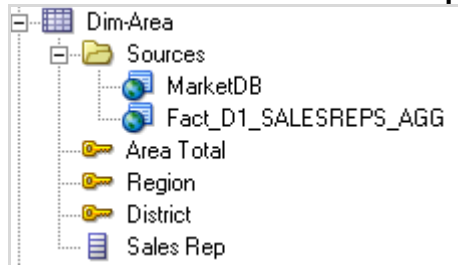 Dim-Area
Sources
MarketDB
Fact_D1_SALESREPS_AGG
Area Total
Region
District
Sales Rep